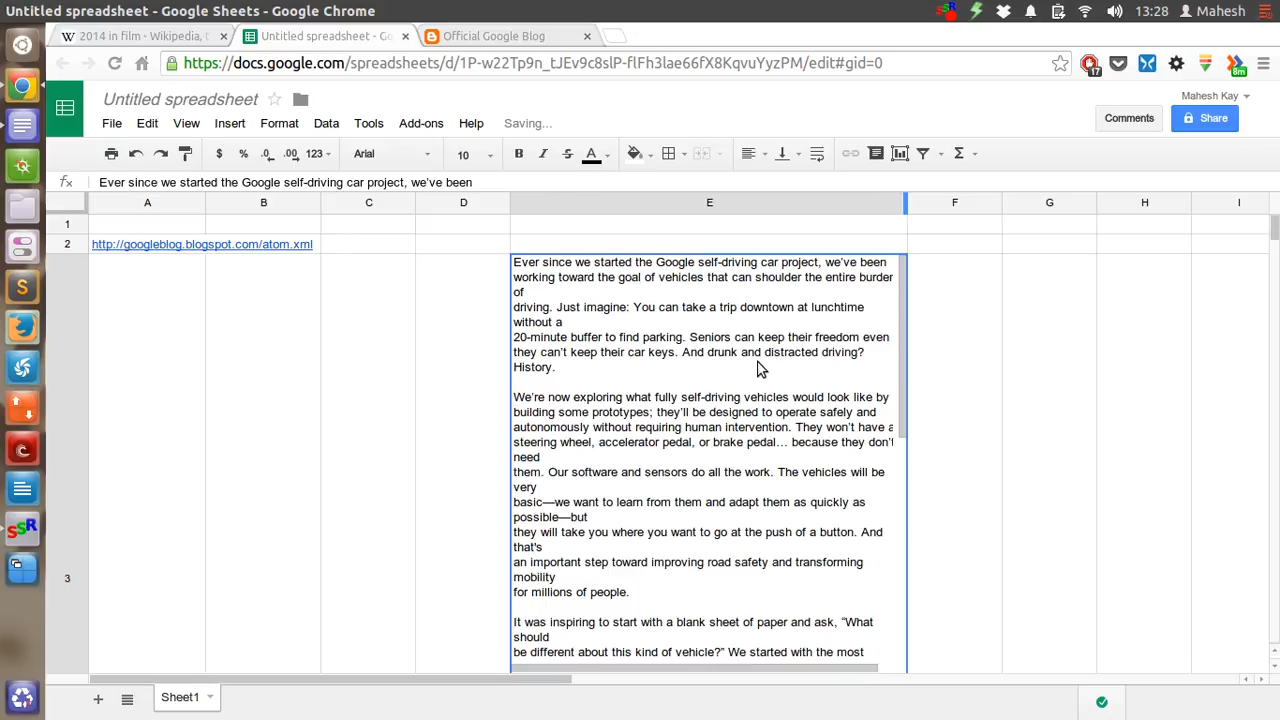 Untitled spreadsheet - Google Sheets - Google Chrome
13:28 Mahesh
2014 in film - Wikipedia, t
Untitled spreadsheet - Go
Official Google Blog
https://docs.google.com/spreadsheets/d/1P-w22Tp9n_tJEv9c8slP-flFh3lae66fX8KqvuYyzPM/edit#gid=0
17
8m
Untitled spreadsheet
Mahesh Kay
File Edit View Insert Format Data Tools Add-ons Help Saving...
Comments
Share
$ % .0 .00 123 Arial 10 B I S A Σ
fx Ever since we started the Google self-driving car project, we've been
A B C D E F G H I
1
2 http://googleblog.blogspot.com/atom.xml
Ever since we started the Google self-driving car project, we've been
working toward the goal of vehicles that can shoulder the entire burder
of
driving. Just imagine: You can take a trip downtown at lunchtime
without a
20-minute buffer to find parking. Seniors can keep their freedom even
they can't keep their car keys. And drunk and distracted driving?
History.
We're now exploring what fully self-driving vehicles would look like by
building some prototypes; they'll be designed to operate safely and
autonomously without requiring human intervention. They won't have a
steering wheel, accelerator pedal, or brake pedal… because they don't
need
them. Our software and sensors do all the work. The vehicles will be
very
basic—we want to learn from them and adapt them as quickly as
possible—but
they will take you where you want to go at the push of a button. And
that's
an important step toward improving road safety and transforming
mobility
for millions of people.
3
It was inspiring to start with a blank sheet of paper and ask, “What
should
be different about this kind of vehicle?” We started with the most
Sheet1